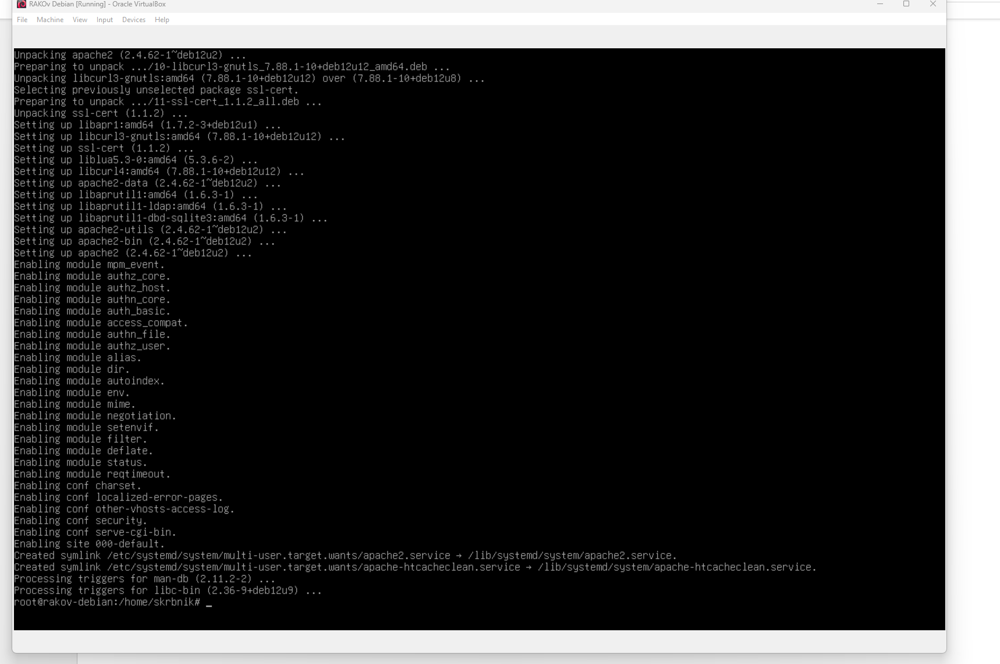 RAKOv Debian [Running] - Oracle VirtualBox
File Machine View Input Devices Help
Unpacking apache2 (2.4.62-1~deb12u2) ...
Preparing to unpack .../10-libcurl3-gnutls_7.88.1-10+deb12u12_amd64.deb ...
Unpacking libcurl3-gnutls:amd64 (7.88.1-10+deb12u12) over (7.88.1-10+deb12u8) ...
Selecting previously unselected package ssl-cert.
Preparing to unpack .../11-ssl-cert_1.1.2_all.deb ...
Unpacking ssl-cert (1.1.2) ...
Setting up libapr1:amd64 (1.7.2-3+deb12u1) ...
Setting up libcurl3-gnutls:amd64 (7.88.1-10+deb12u12) ...
Setting up ssl-cert (1.1.2) ...
Setting up liblua5.3-0:amd64 (5.3.6-2) ...
Setting up libcurl4:amd64 (7.88.1-10+deb12u12) ...
Setting up apache2-data (2.4.62-1~deb12u2) ...
Setting up libaprutil1:amd64 (1.6.3-1) ...
Setting up libaprutil1-ldap:amd64 (1.6.3-1) ...
Setting up libaprutil1-dbd-sqlite3:amd64 (1.6.3-1) ...
Setting up apache2-utils (2.4.62-1~deb12u2) ...
Setting up apache2-bin (2.4.62-1~deb12u2) ...
Setting up apache2 (2.4.62-1~deb12u2) ...
Enabling module mpm_event.
Enabling module authz_core.
Enabling module authz_host.
Enabling module authn_core.
Enabling module auth_basic.
Enabling module access_compat.
Enabling module authn_file.
Enabling module authz_user.
Enabling module alias.
Enabling module dir.
Enabling module autoindex.
Enabling module env.
Enabling module mime.
Enabling module negotiation.
Enabling module setenvif.
Enabling module filter.
Enabling module deflate.
Enabling module status.
Enabling module reqtimeout.
Enabling conf charset.
Enabling conf localized-error-pages.
Enabling conf other-vhosts-access-log.
Enabling conf security.
Enabling conf serve-cgi-bin.
Enabling site 000-default.
Created symlink /etc/systemd/system/multi-user.target.wants/apache2.service → /lib/systemd/system/apache2.service.
Created symlink /etc/systemd/system/multi-user.target.wants/apache-htcacheclean.service → /lib/systemd/system/apache-htcacheclean.service.
Processing triggers for man-db (2.11.2-2) ...
Processing triggers for libc-bin (2.36-9+deb12u9) ...
root@rakov-debian:/home/skrbnik# _